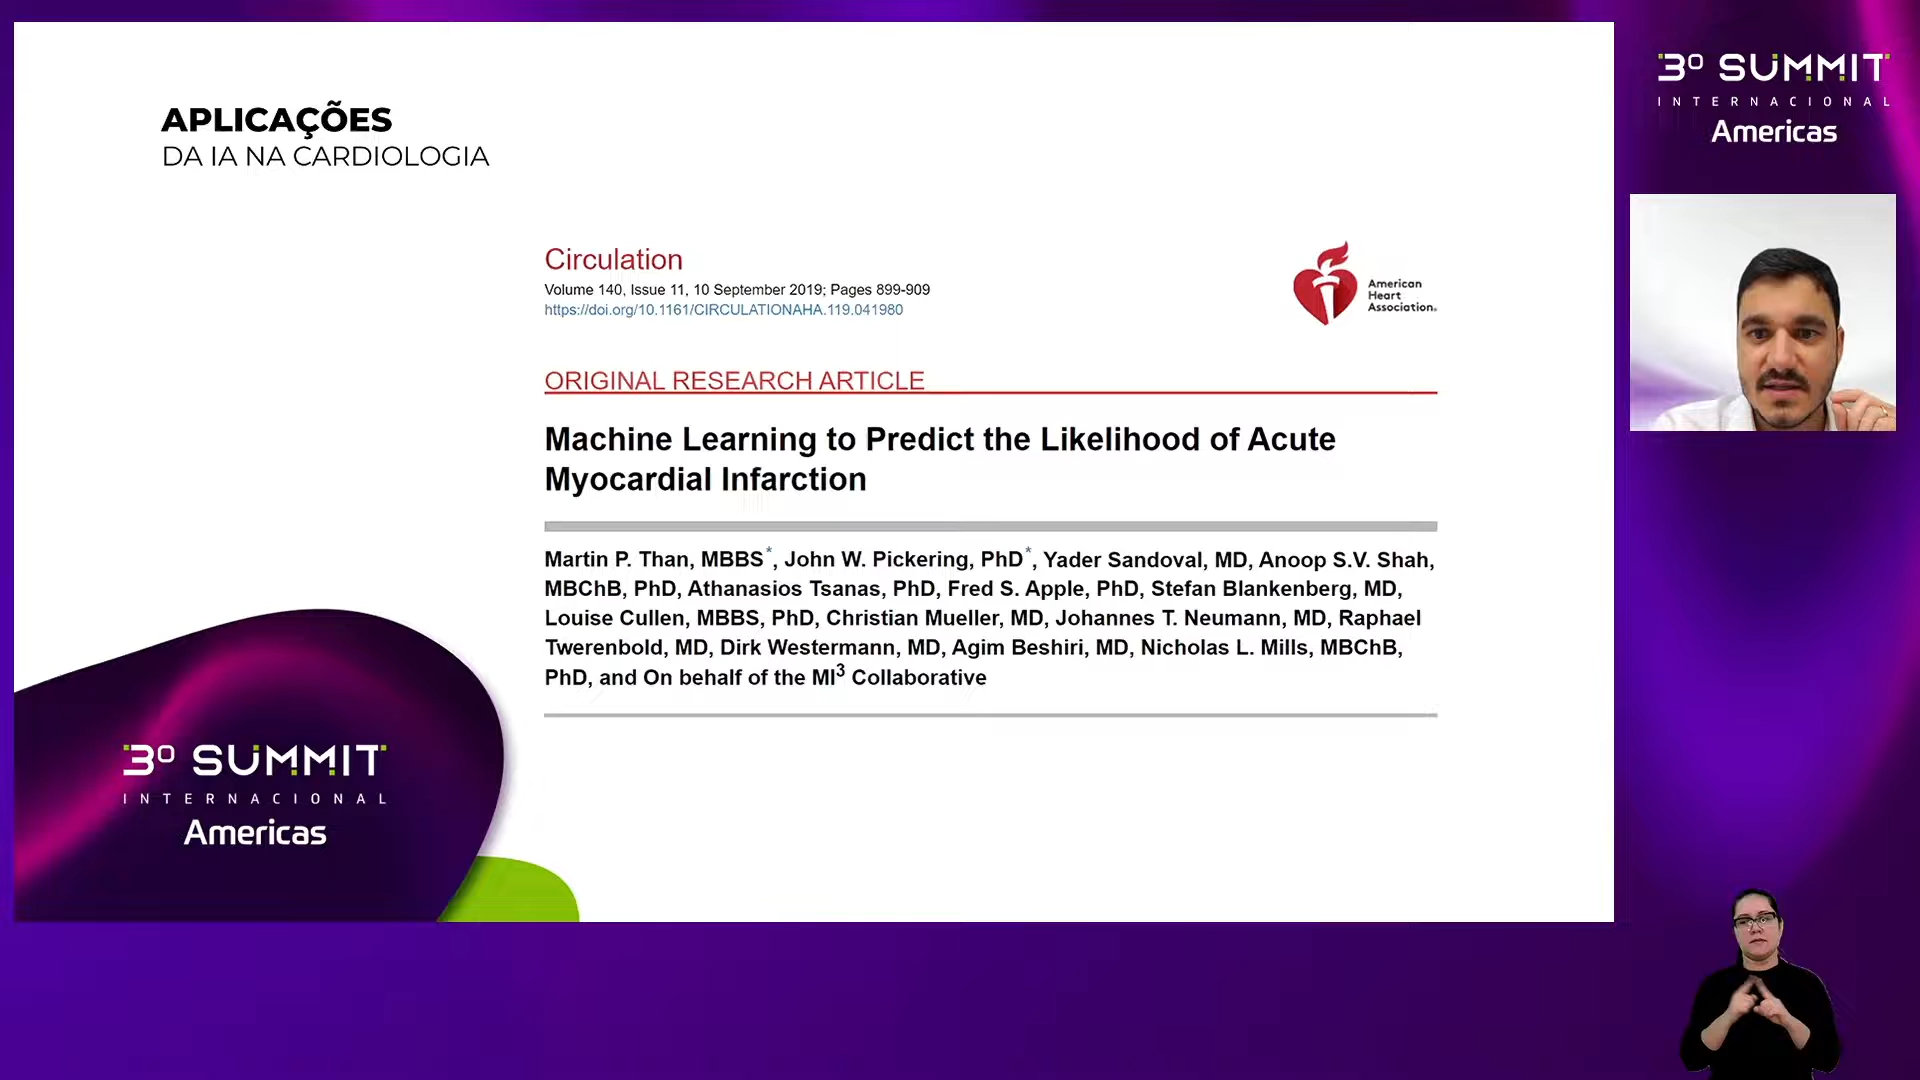 APLICAÇÕES
DA IA NA CARDIOLOGIA
Circulation
Volume 140, Issue 11, 10 September 2019; Pages 899-909
https://doi.org/10.1161/CIRCULATIONAHA.119.041980
American
Heart
Association.
ORIGINAL RESEARCH ARTICLE
Machine Learning to Predict the Likelihood of Acute
Myocardial Infarction
Martin P. Than, MBBS*, John W. Pickering, PhD*, Yader Sandoval, MD, Anoop S.V. Shah,
MBChB, PhD, Athanasios Tsanas, PhD, Fred S. Apple, PhD, Stefan Blankenberg, MD,
Louise Cullen, MBBS, PhD, Christian Mueller, MD, Johannes T. Neumann, MD, Raphael
Twerenbold, MD, Dirk Westermann, MD, Agim Beshiri, MD, Nicholas L. Mills, MBChB,
PhD, and On behalf of the MI³ Collaborative
3º SUMMIT
INTERNACIONAL
Americas
3º SUMMIT
INTERNACIONAL
Americas